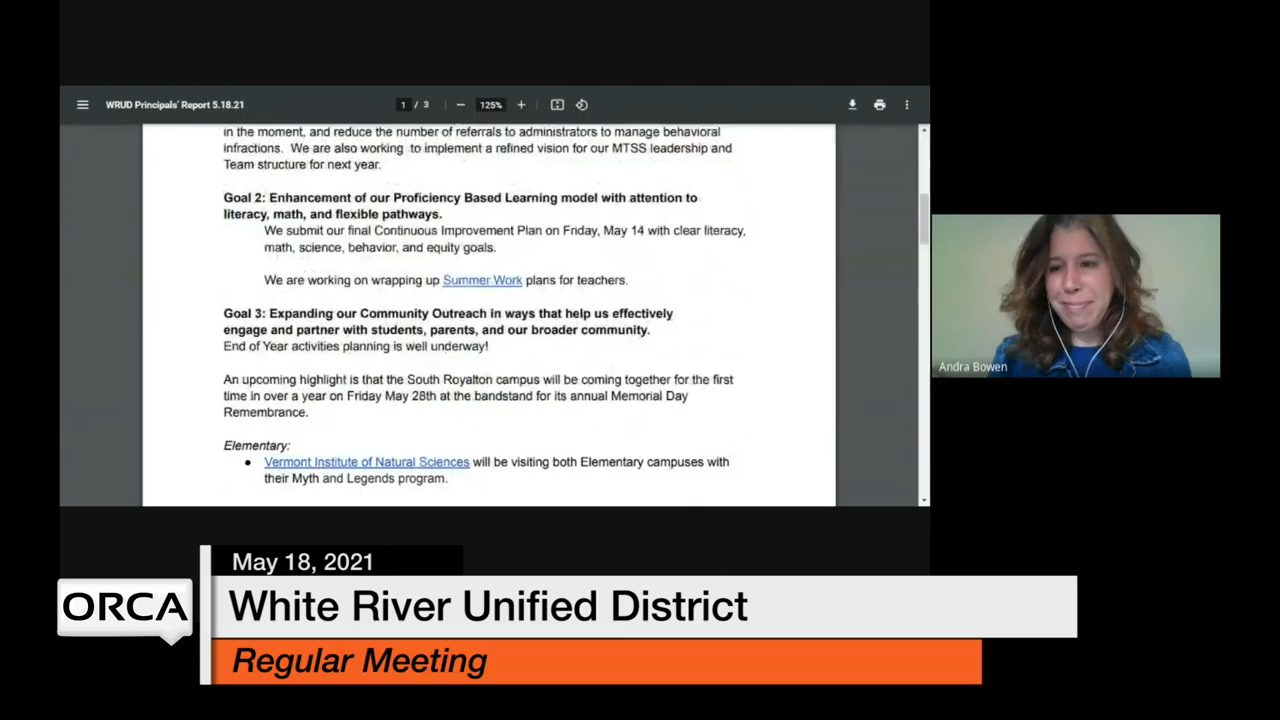 WRUD Principals' Report 5.18.21
1 / 3
125%
in the moment, and reduce the number of referrals to administrators to manage behavioral
infractions. We are also working to implement a refined vision for our MTSS leadership and
Team structure for next year.
Goal 2: Enhancement of our Proficiency Based Learning model with attention to
literacy, math, and flexible pathways.
We submit our final Continuous Improvement Plan on Friday, May 14 with clear literacy,
math, science, behavior, and equity goals.
We are working on wrapping up Summer Work plans for teachers.
Goal 3: Expanding our Community Outreach in ways that help us effectively
engage and partner with students, parents, and our broader community.
End of Year activities planning is well underway!
An upcoming highlight is that the South Royalton campus will be coming together for the first
time in over a year on Friday May 28th at the bandstand for its annual Memorial Day
Remembrance.
Elementary:
● Vermont Institute of Natural Sciences will be visiting both Elementary campuses with
their Myth and Legends program.
Andra Bowen
May 18, 2021
ORCA
White River Unified District
Regular Meeting